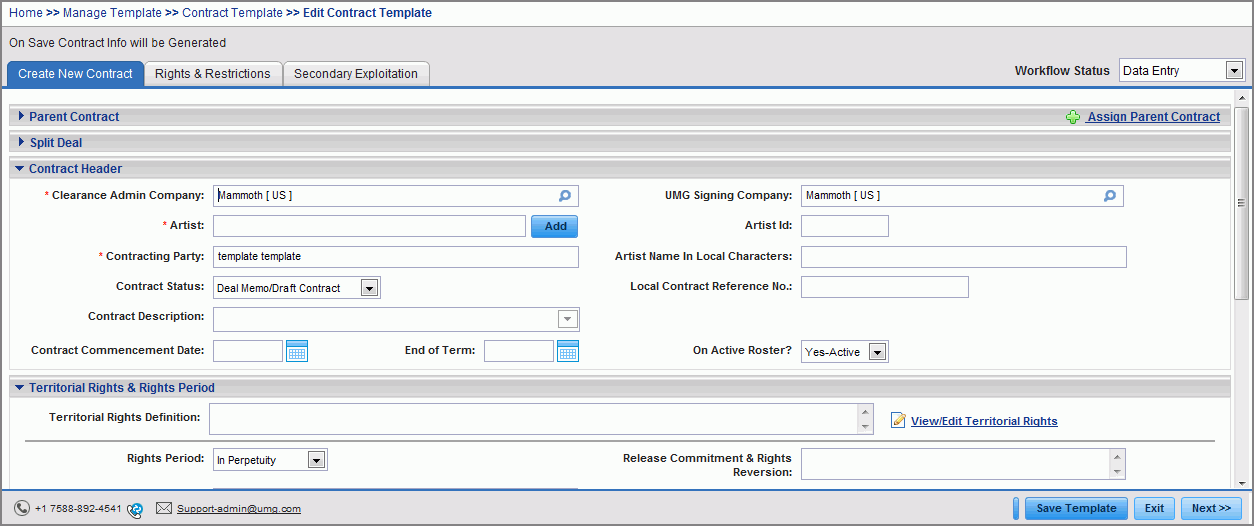 Home >> Manage Template >> Contract Template >> Edit Contract Template
On Save Contract Info will be Generated
Create New Contract Rights & Restrictions Secondary Exploitation Workflow Status Data Entry
Parent Contract Assign Parent Contract
Split Deal
Contract Header
* Clearance Admin Company: Mammoth [ US ] UMG Signing Company: Mammoth [ US ]
* Artist: Add Artist Id:
* Contracting Party: template template Artist Name In Local Characters:
Contract Status: Deal Memo/Draft Contract Local Contract Reference No.:
Contract Description:
Contract Commencement Date: End of Term: On Active Roster? Yes-Active
Territorial Rights & Rights Period
Territorial Rights Definition: View/Edit Territorial Rights
Rights Period: In Perpetuity Release Commitment & Rights
Reversion:
+1 7588-892-4541 Support-admin@umg.com Save Template Exit Next >>